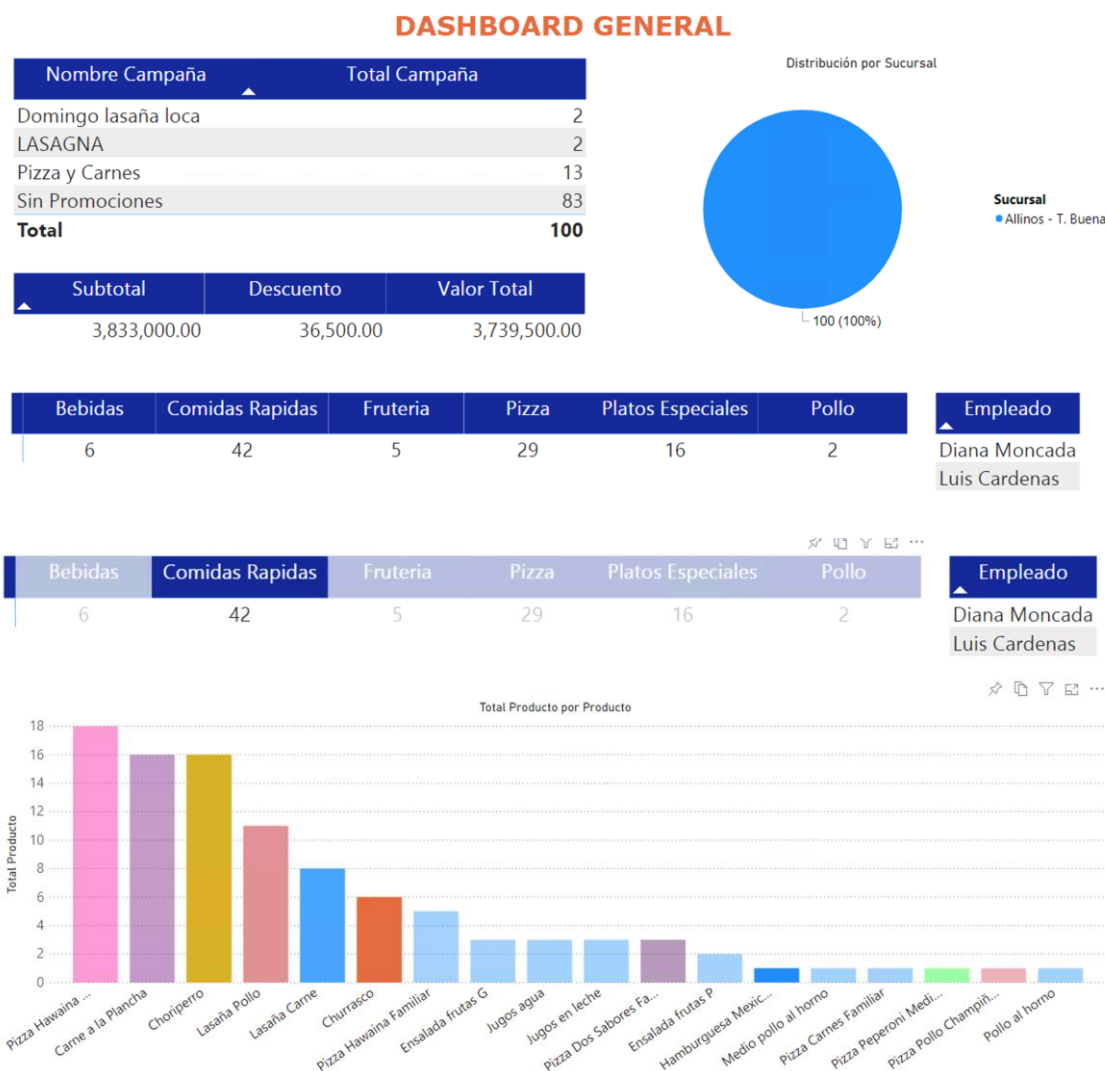 DASHBOARD GENERAL
Nombre Campaña Total Campaña
Domingo lasaña loca 2
LASAGNA 2
Pizza y Carnes 13
Sin Promociones 83
Total 100
Distribución por Sucursal
100 (100%)
Sucursal
Allinos - T. Buena
Subtotal Descuento Valor Total
3,833,000.00 36,500.00 3,739,500.00
Bebidas Comidas Rapidas Fruteria Pizza Platos Especiales Pollo
6 42 5 29 16 2
Empleado
Diana Moncada
Luis Cardenas
Bebidas Comidas Rapidas Fruteria Pizza Platos Especiales Pollo
6 42 5 29 16 2
Empleado
Diana Moncada
Luis Cardenas
Total Producto por Producto
Total Producto
18
16
14
12
10
8
6
4
2
0
Pizza Hawaina ...
Carne a la Plancha
Choriperro
Lasaña Pollo
Lasaña Carne
Churrasco
Pizza Hawaina Familiar
Ensalada frutas G
Jugos agua
Jugos en leche
Pizza Dos Sabores Fa...
Ensalada frutas P
Hamburguesa Mexic...
Medio pollo al horno
Pizza Carnes Familiar
Pizza Peperoni Medi...
Pizza Pollo Champiñ...
Pollo al horno